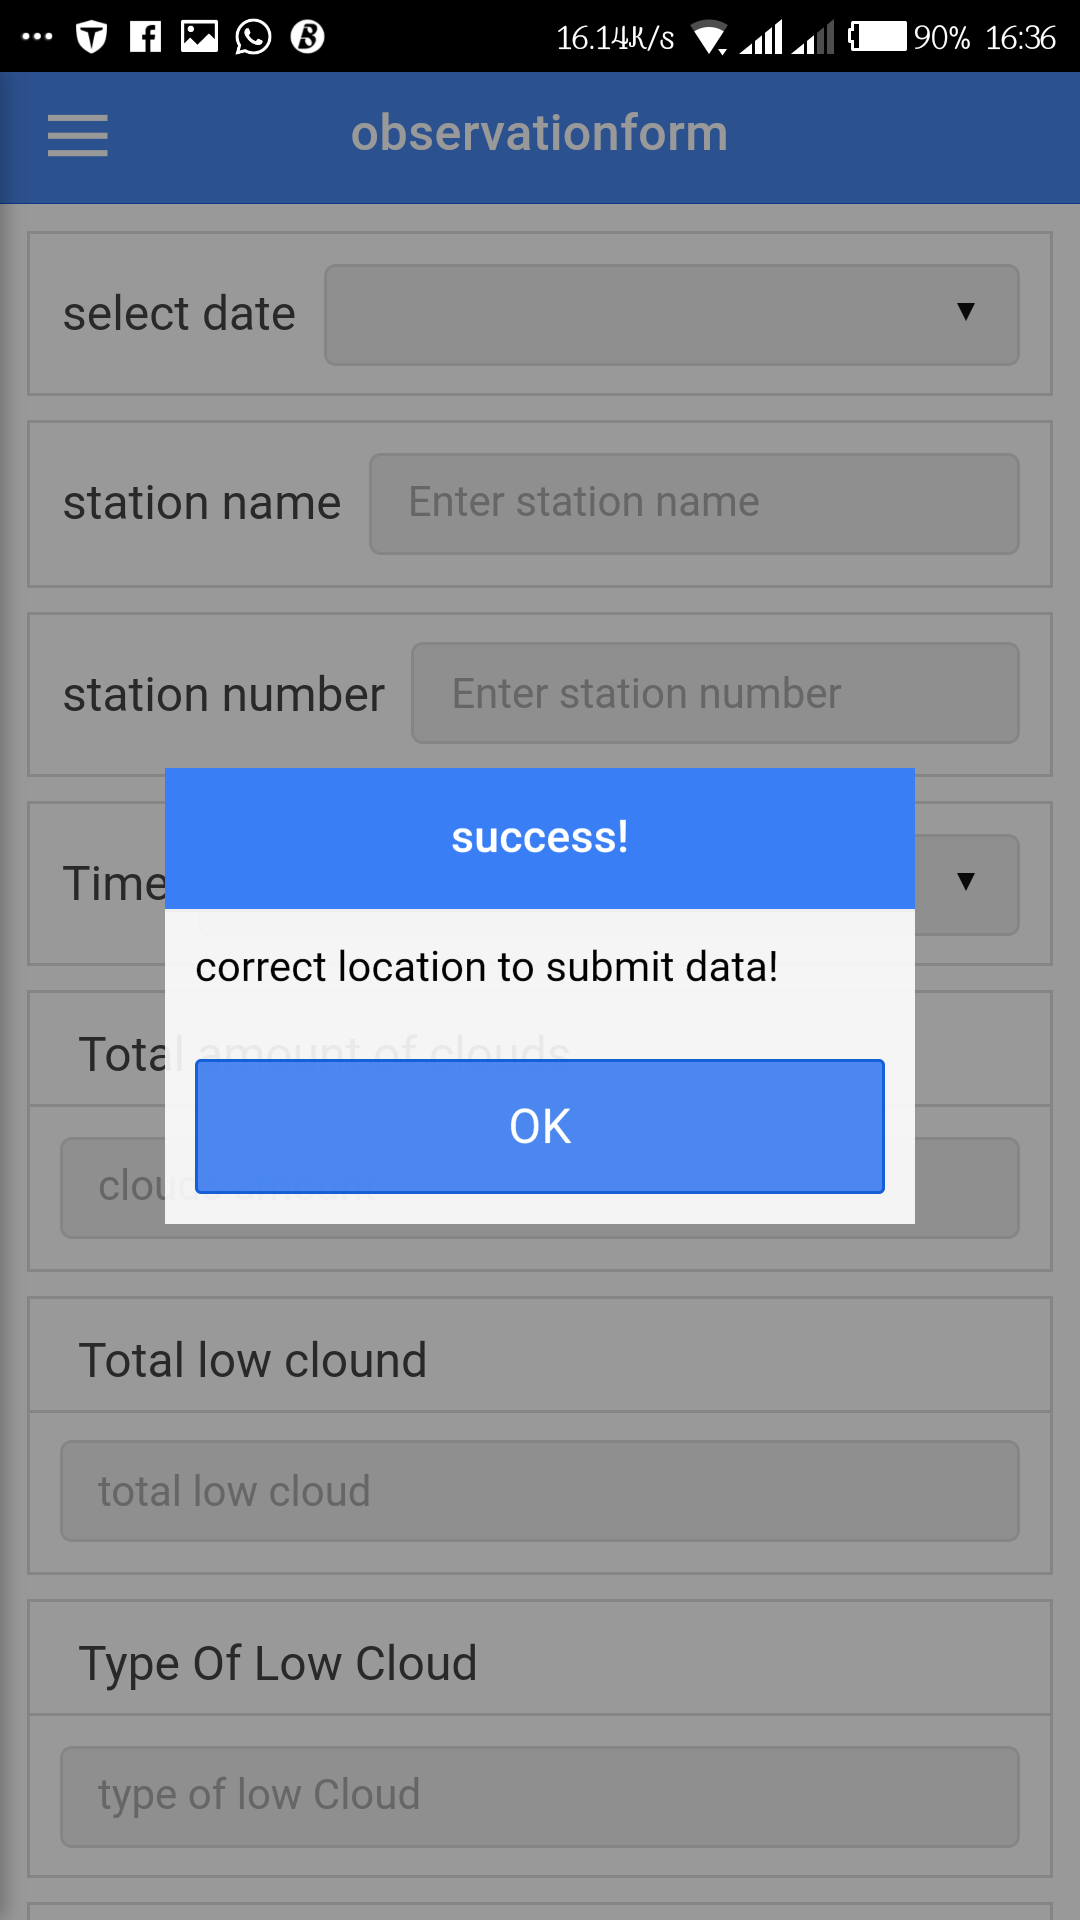 16.14K/s 90% 16:36
observationform
select date
station name Enter station name
station number Enter station number
success!
Time
correct location to submit data!
Total amount of clouds
OK
clouds amount
Total low clound
total low cloud
Type Of Low Cloud
type of low Cloud